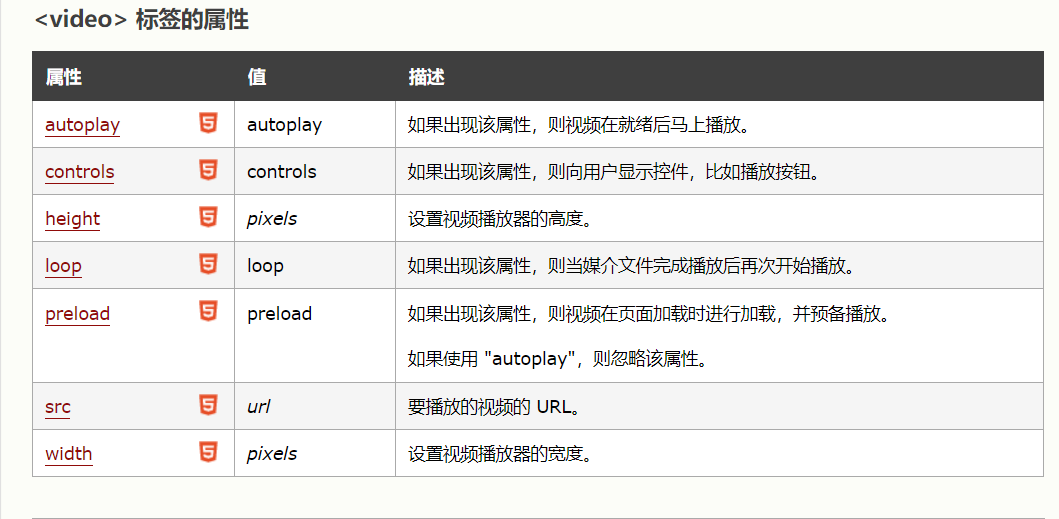 <video> 标签的属性
属性 值 描述
autoplay 5 autoplay 如果出现该属性，则视频在就绪后马上播放。
controls 5 controls 如果出现该属性，则向用户显示控件，比如播放按钮。
height 5 pixels 设置视频播放器的高度。
loop 5 loop 如果出现该属性，则当媒介文件完成播放后再次开始播放。
preload 5 preload 如果出现该属性，则视频在页面加载时进行加载，并预备播放。
如果使用 "autoplay"，则忽略该属性。
src 5 url 要播放的视频的 URL。
width 5 pixels 设置视频播放器的宽度。